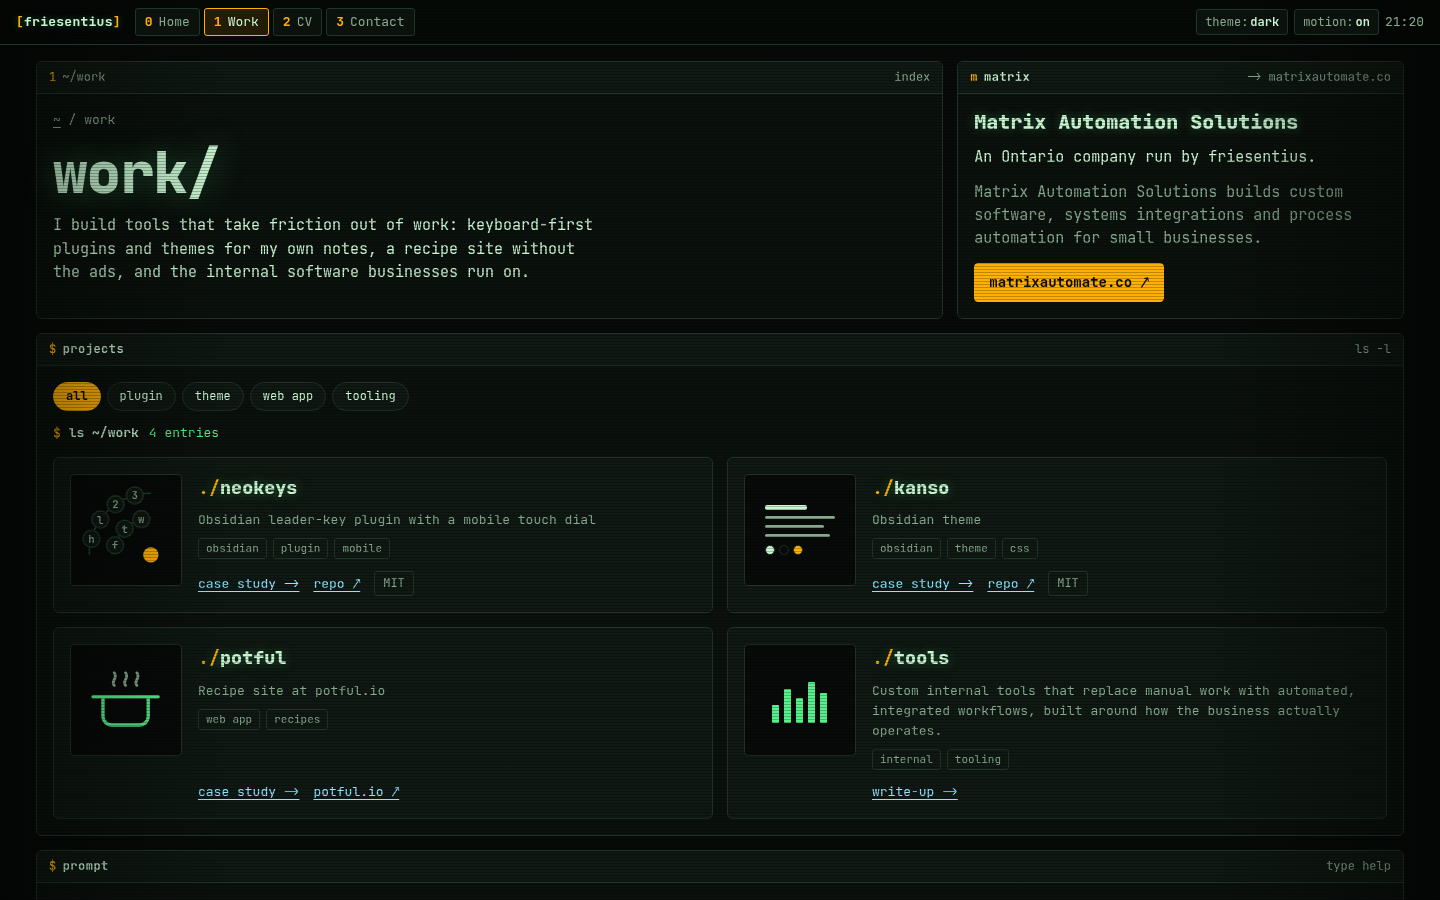 [friesentius] 0 Home 1 Work 2 CV 3 Contact theme:dark motion:on 21:20
1 ~/work index
~ / work
work/
I build tools that take friction out of work: keyboard-first
plugins and themes for my own notes, a recipe site without
the ads, and the internal software businesses run on.
m matrix → matrixautomate.co
Matrix Automation Solutions
An Ontario company run by friesentius.
Matrix Automation Solutions builds custom
software, systems integrations and process
automation for small businesses.
matrixautomate.co ↗
$ projects ls -l
all plugin theme web app tooling
$ ls ~/work 4 entries
3
2
l w
t
h f
./neokeys
Obsidian leader-key plugin with a mobile touch dial
obsidian plugin mobile
case study → repo ↗ MIT
./kanso
Obsidian theme
obsidian theme css
case study → repo ↗ MIT
./potful
Recipe site at potful.io
web app recipes
case study → potful.io ↗
./tools
Custom internal tools that replace manual work with automated,
integrated workflows, built around how the business actually
operates.
internal tooling
write-up →
$ prompt type help